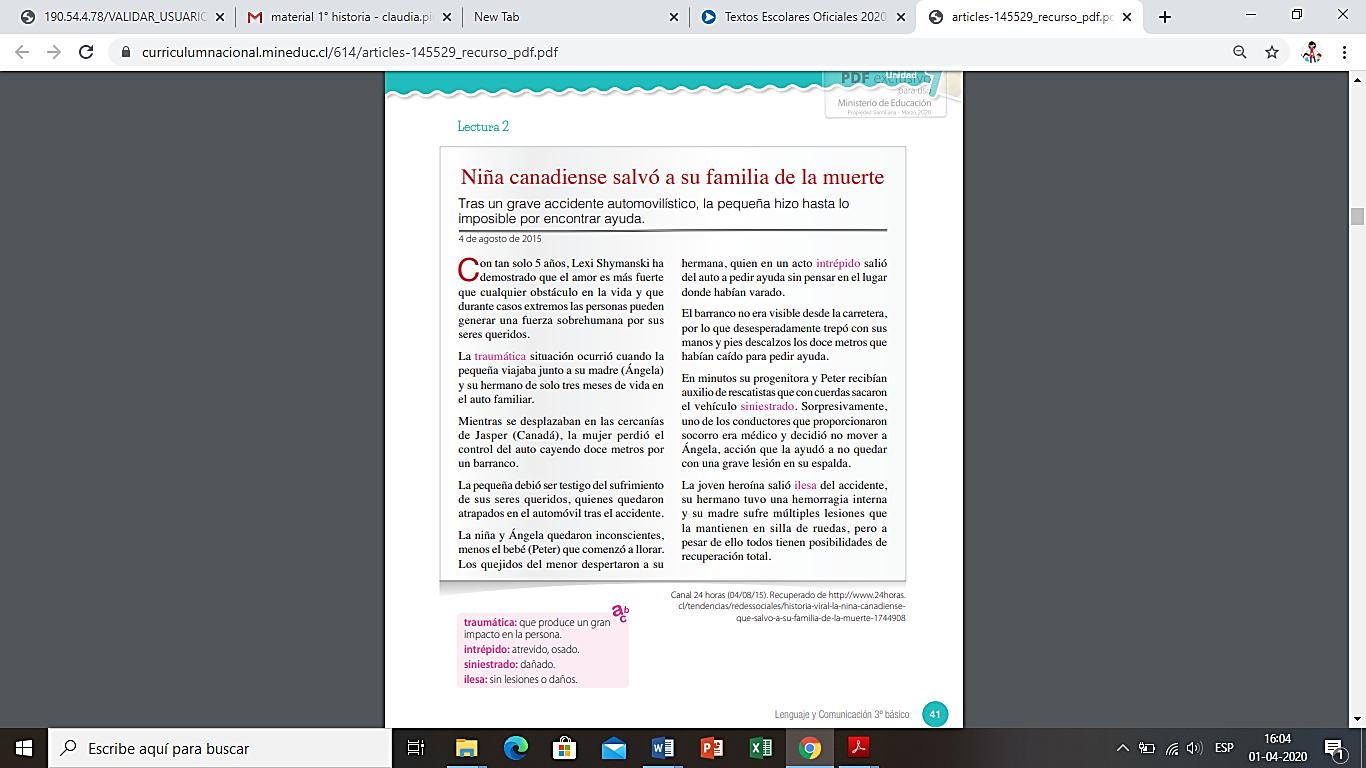 190.54.4.78/VALIDAR_USUARIO
material 1° historia - claudia.pi
New Tab
Textos Escolares Oficiales 2020
articles-145529_recurso_pdf.pdf
curriculumnacional.mineduc.cl/614/articles-145529_recurso_pdf.pdf
PDF exclusivo
Unidad
para uso
Ministerio de Educación
Propiedad Santillana - Marzo 2020
Lectura 2
Niña canadiense salvó a su familia de la muerte
Tras un grave accidente automovilístico, la pequeña hizo hasta lo
imposible por encontrar ayuda.
4 de agosto de 2015
Con tan solo 5 años, Lexi Shymanski ha
demostrado que el amor es más fuerte
que cualquier obstáculo en la vida y que
durante casos extremos las personas pueden
generar una fuerza sobrehumana por sus
seres queridos.
La traumática situación ocurrió cuando la
pequeña viajaba junto a su madre (Ángela)
y su hermano de solo tres meses de vida en
el auto familiar.
Mientras se desplazaban en las cercanías
de Jasper (Canadá), la mujer perdió el
control del auto cayendo doce metros por
un barranco.
La pequeña debió ser testigo del sufrimiento
de sus seres queridos, quienes quedaron
atrapados en el automóvil tras el accidente.
La niña y Ángela quedaron inconscientes,
menos el bebé (Peter) que comenzó a llorar.
Los quejidos del menor despertaron a su
hermana, quien en un acto intrépido salió
del auto a pedir ayuda sin pensar en el lugar
donde habían varado.
El barranco no era visible desde la carretera,
por lo que desesperadamente trepó con sus
manos y pies descalzos los doce metros que
habían caído para pedir ayuda.
En minutos su progenitora y Peter recibían
auxilio de rescatistas que con cuerdas sacaron
el vehículo siniestrado. Sorpresivamente,
uno de los conductores que proporcionaron
socorro era médico y decidió no mover a
Ángela, acción que la ayudó a no quedar
con una grave lesión en su espalda.
La joven heroína salió ilesa del accidente,
su hermano tuvo una hemorragia interna
y su madre sufre múltiples lesiones que
la mantienen en silla de ruedas, pero a
pesar de ello todos tienen posibilidades de
recuperación total.
Canal 24 horas (04/08/15). Recuperado de http://www.24horas.
cl/tendencias/redessociales/historia-viral-la-nina-canadiense-
que-salvo-a-su-familia-de-la-muerte-1744908
abc
traumática: que produce un gran
impacto en la persona.
intrépido: atrevido, osado.
siniestrado: dañado.
ilesa: sin lesiones o daños.
Lenguaje y Comunicación 3º básico
41
Escribe aquí para buscar
ESP
16:04
01-04-2020
1